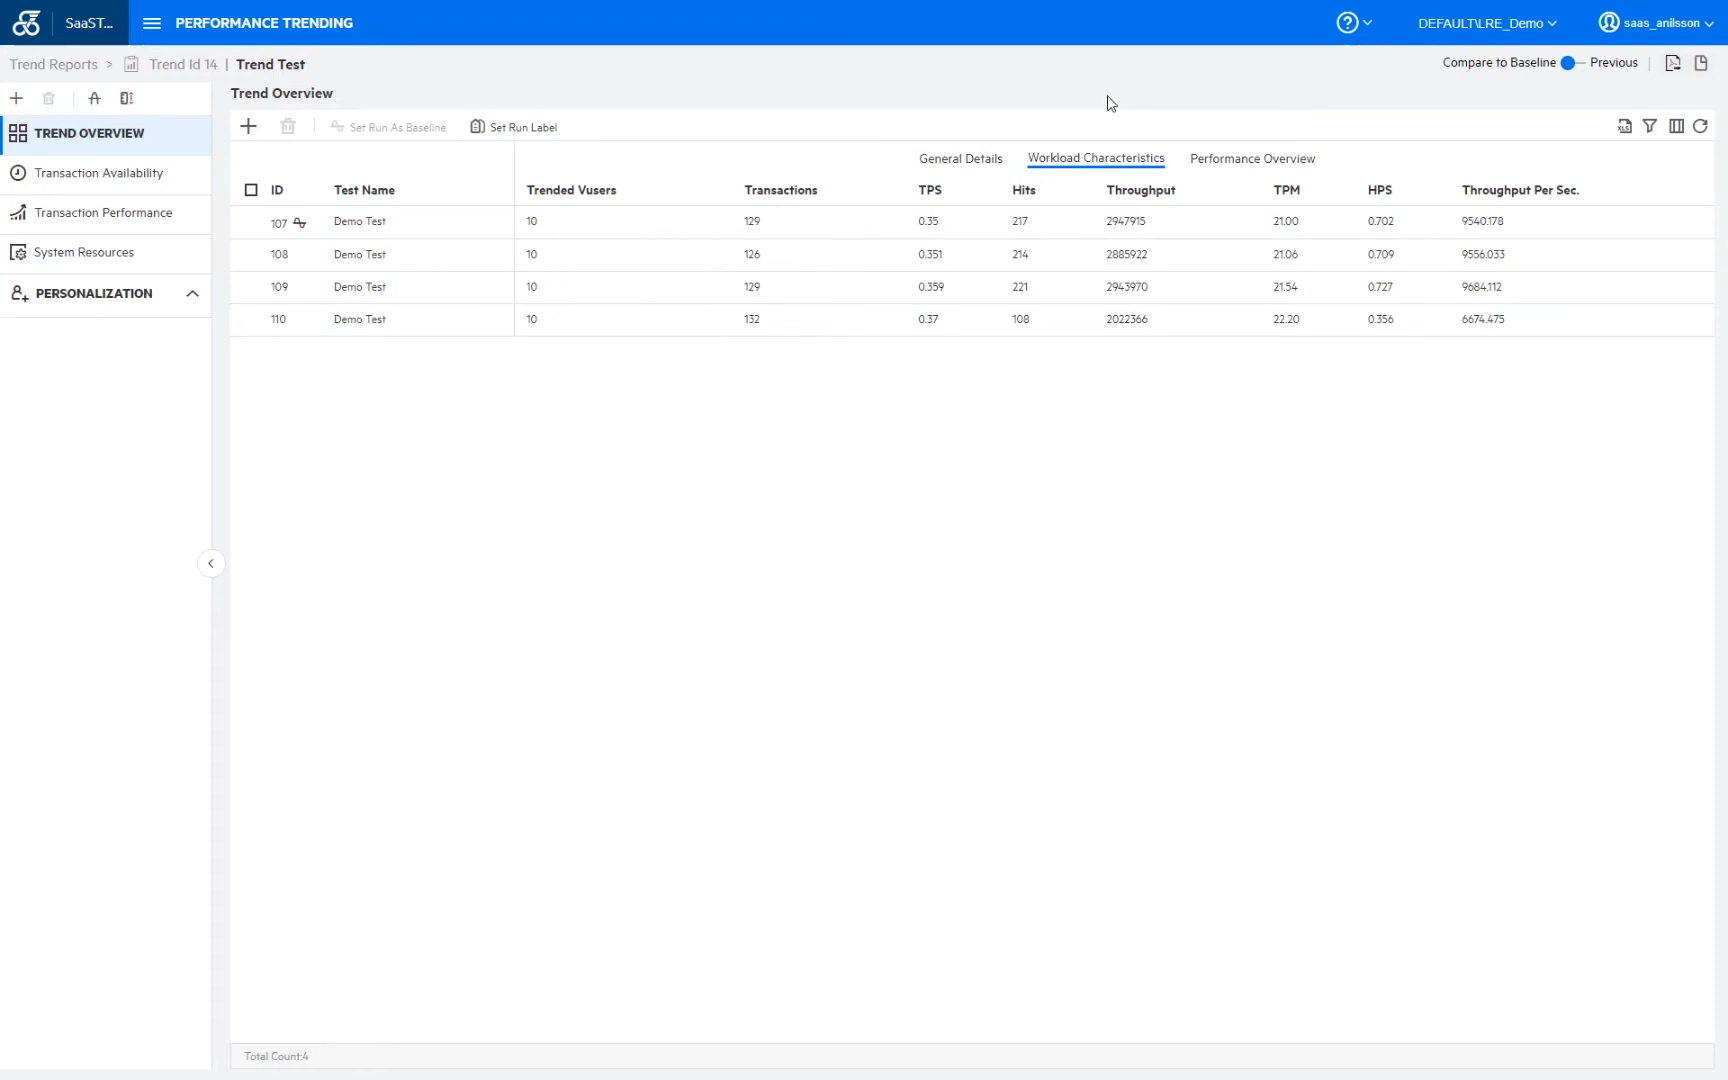 SaaST... PERFORMANCE TRENDING DEFAULT\LRE_Demo saas_anilsson
Trend Reports > Trend Id 14 | Trend Test Compare to Baseline Previous
Trend Overview
Set Run As Baseline Set Run Label
TREND OVERVIEW
Transaction Availability
Transaction Performance
System Resources
PERSONALIZATION
General Details Workload Characteristics Performance Overview
ID Test Name Trended Vusers Transactions TPS Hits Throughput TPM HPS Throughput Per Sec.
107 Demo Test 10 129 0.35 217 2947915 21.00 0.702 9540.178
108 Demo Test 10 126 0.351 214 2885922 21.06 0.709 9556.033
109 Demo Test 10 129 0.359 221 2943970 21.54 0.727 9684.112
110 Demo Test 10 132 0.37 108 2022366 22.20 0.356 6674.475
Total Count:4